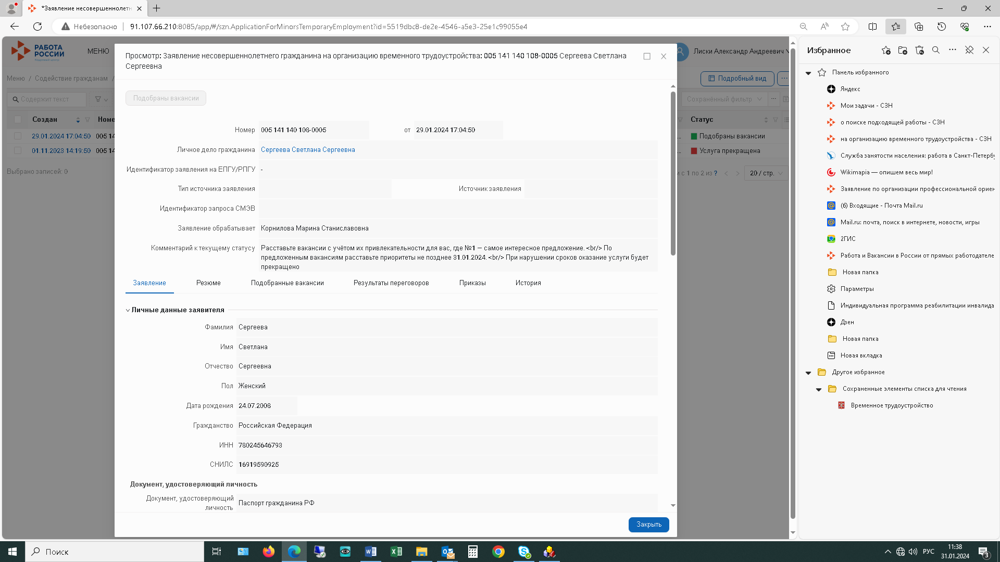 *Заявление несовершеннолетн
Небезопасно
91.107.66.210:8085/app/#/szn.ApplicationForMinorsTemporaryEmployment?id=5519dbc8-de2e-4546-a5e3-25e1c99055e4
РАБОТА
РОССИИ
МЕНЮ
Просмотр: Заявление несовершеннолетнего гражданина на организацию временного трудоустройства: 005 141 140 108-0005 Сергеева Светлана
Сергеевна
Лиски Александр Андреевич
Меню / Содействие гражданам /
Подробный вид
Содержит текст
Сохранённый фильтр
Создан
Номе
Статус
29.01.2024 17:04:50 005 14
Подобраны вакансии
01.11.2023 14:19:50 005 14
Услуга прекращена
Выбрано записей: 0
с 1 по 2 из ?
20 / стр.
Подобраны вакансии
Номер 005 141 140 108-0005 от 29.01.2024 17:04:50
Личное дело гражданина Сергеева Светлана Сергеевна
Идентификатор заявления на ЕПГУ/РПГУ -
Тип источника заявления Источник заявления
Идентификатор запроса СМЭВ
Заявление обрабатывает Корнилова Марина Станиславовна
Комментарий к текущему статусу Расставьте вакансии с учётом их привлекательности для вас, где №1 — самое интересное предложение. <br/> По
предложенным вакансиям расставьте приоритеты не позднее 31.01.2024. <br/> При нарушении сроков оказание услуги будет
прекращено
Заявление Резюме Подобранные вакансии Результаты переговоров Приказы История
Личные данные заявителя
Фамилия Сергеева
Имя Светлана
Отчество Сергеевна
Пол Женский
Дата рождения 24.07.2008
Гражданство Российская Федерация
ИНН 780245646793
СНИЛС 16919590925
Документ, удостоверяющий личность
Документ, удостоверяющий
личность
Паспорт гражданина РФ
Закрыть
Избранное
Панель избранного
Яндекс
Мои задачи - СЗН
о поиске подходящей работы - СЗН
на организацию временного трудоустройства - СЗН
Служба занятости населения: работа в Санкт-Петербу
Wikimapia — опишем весь мир!
Заявление по организации профессиональной ориен
(6) Входящие - Почта Mail.ru
Mail.ru: почта, поиск в интернете, новости, игры
2ГИС
Работа и Вакансии в России от прямых работодателе
Новая папка
Параметры
Индивидуальная программа реабилитации инвалида
Дзен
Новая папка
Новая вкладка
Другое избранное
Сохраненные элементы списка для чтения
Временное трудоустройство
Поиск
РУС
11:38
31.01.2024
3